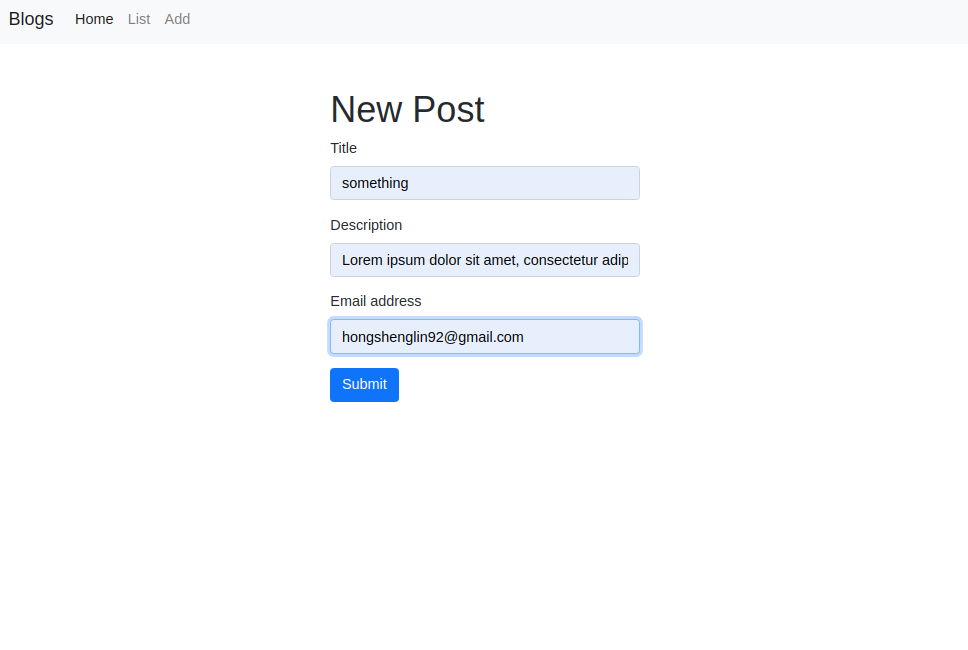 Blogs Home List Add
New Post
Title
something
Description
Lorem ipsum dolor sit amet, consectetur adip
Email address
hongshenglin92@gmail.com
Submit